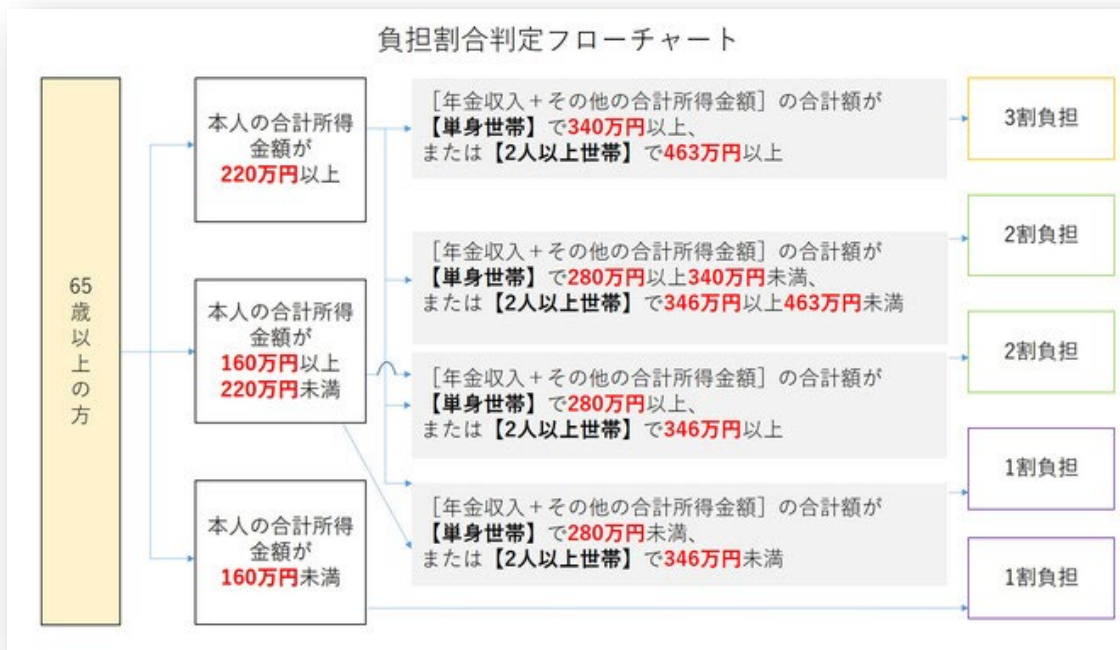 負担割合判定フローチャート
65
歳
以
上
の
方
本人の合計所得
金額が
220万円以上
［年金収入＋その他の合計所得金額］の合計額が
【単身世帯】で340万円以上、
または【2人以上世帯】で463万円以上
3割負担
［年金収入＋その他の合計所得金額］の合計額が
【単身世帯】で280万円以上340万円未満、
または【2人以上世帯】で346万円以上463万円未満
2割負担
本人の合計所得
金額が
160万円以上
220万円未満
［年金収入＋その他の合計所得金額］の合計額が
【単身世帯】で280万円以上、
または【2人以上世帯】で346万円以上
2割負担
［年金収入＋その他の合計所得金額］の合計額が
【単身世帯】で280万円未満、
または【2人以上世帯】で346万円未満
1割負担
本人の合計所得
金額が
160万円未満
1割負担